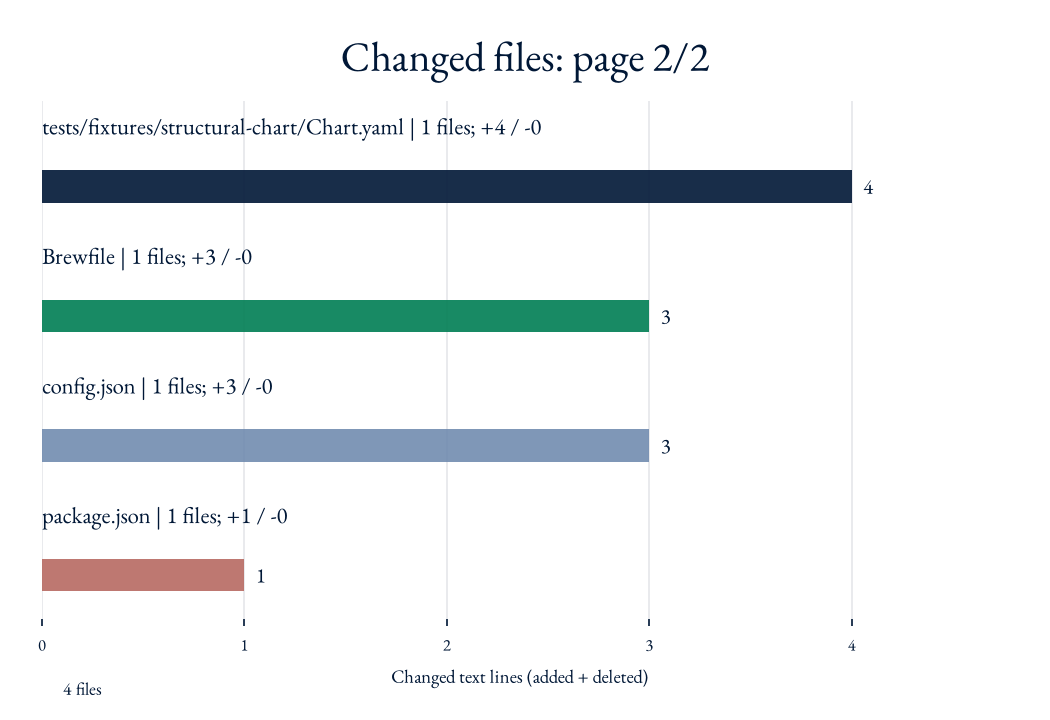 Changed files: page 2/2
tests/fixtures/structural-chart/Chart.yaml | 1 files; +4 / -0
4
Brewfile | 1 files; +3 / -0
3
config.json | 1 files; +3 / -0
3
package.json | 1 files; +1 / -0
1
0 1 2 3 4
Changed text lines (added + deleted)
4 files